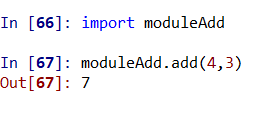 In [66]: import moduleAdd
In [67]: moduleAdd.add(4,3)
Out[67]: 7